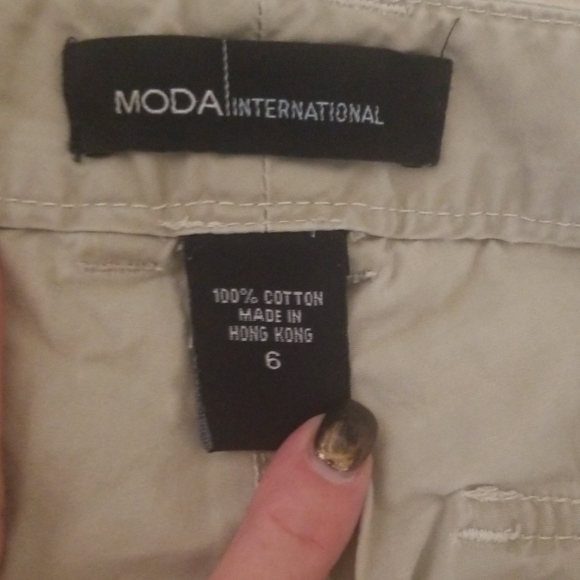 MODA INTERNATIONAL
100% COTTON
MADE IN
HONG KONG
6